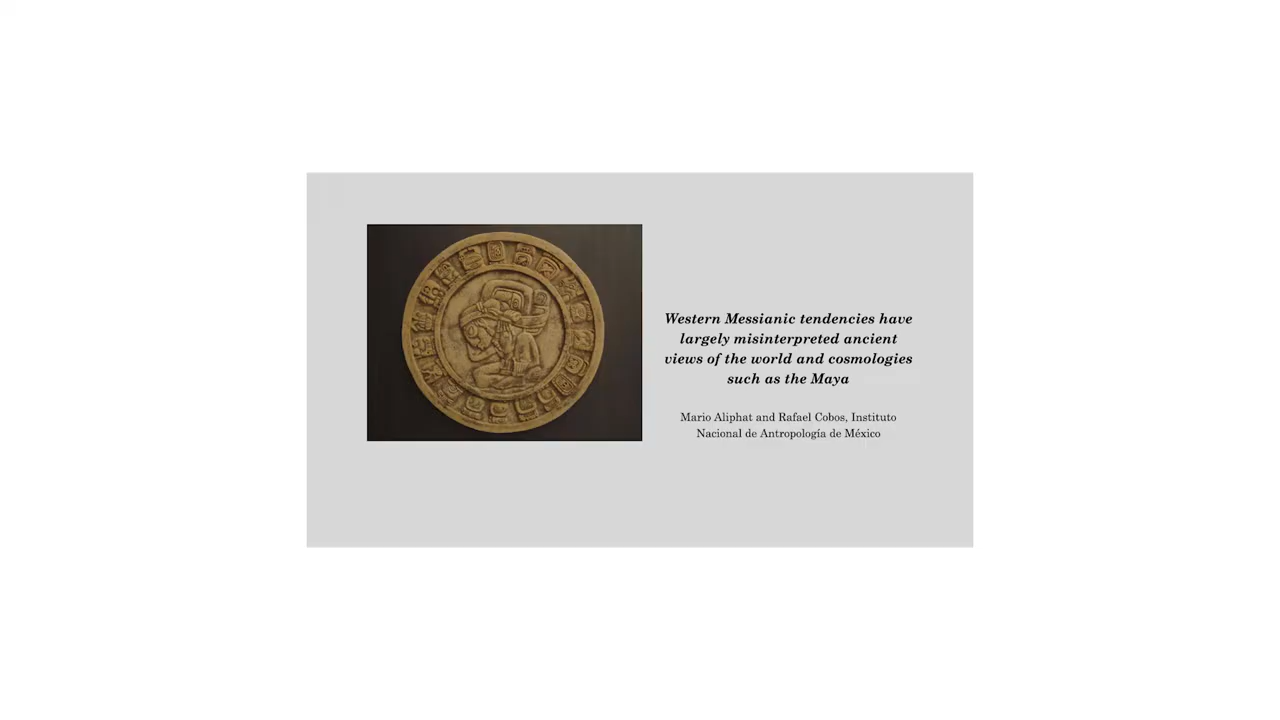 Western Messianic tendencies have
largely misinterpreted ancient
views of the world and cosmologies
such as the Maya
Mario Aliphat and Rafael Cobos, Instituto
Nacional de Antropología de México